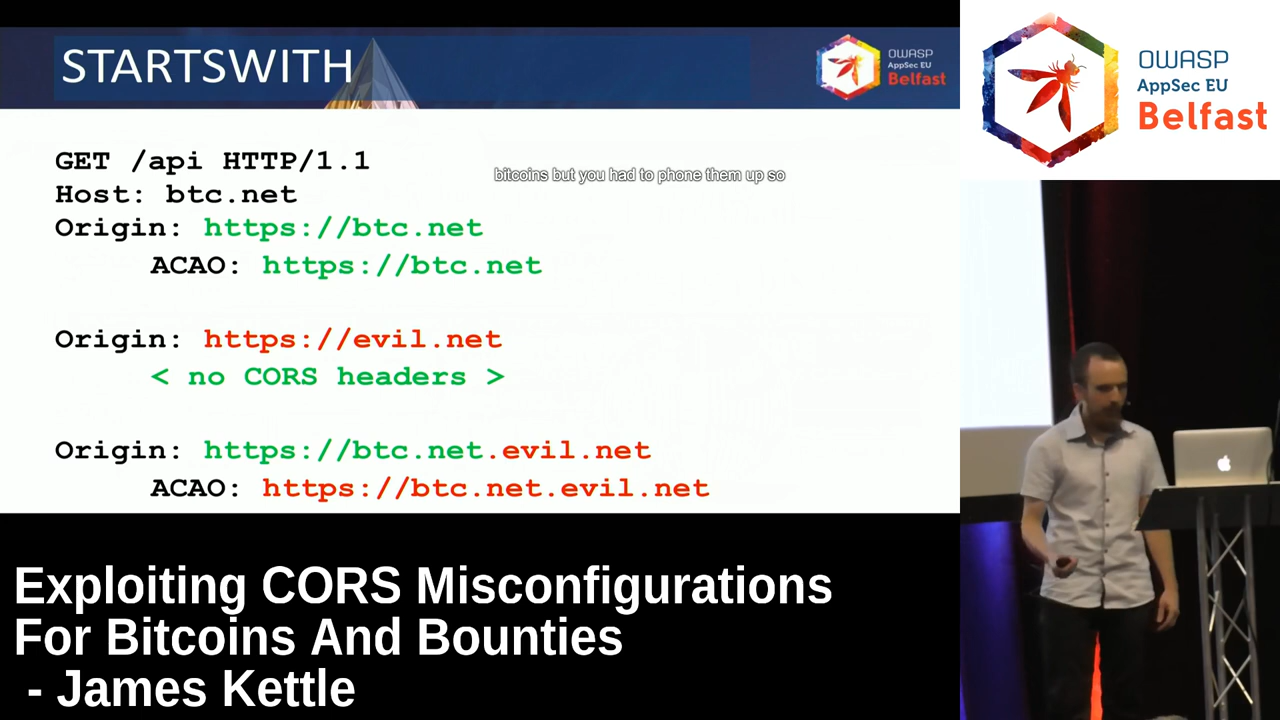 STARTSWITH
OWASP
AppSec EU
Belfast
GET /api HTTP/1.1
Host: btc.net
Origin: https://btc.net
ACAO: https://btc.net
Origin: https://evil.net
< no CORS headers >
Origin: https://btc.net.evil.net
ACAO: https://btc.net.evil.net
bitcoins but you had to phone them up so
OWASP
AppSec EU
Belfast
Exploiting CORS Misconfigurations
For Bitcoins And Bounties
- James Kettle